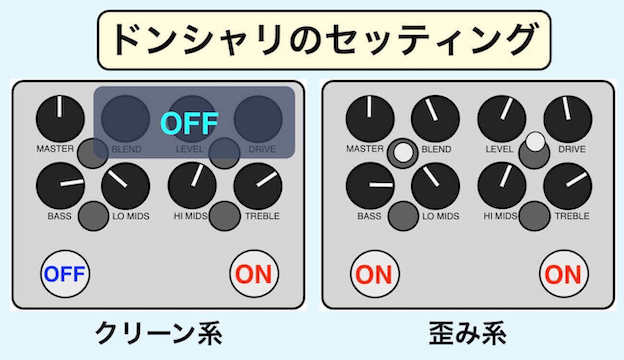 ドンシャリのセッティング
OFF
MASTER BLEND LEVEL DRIVE
BASS LO MIDS HI MIDS TREBLE
OFF ON
クリーン系
MASTER BLEND LEVEL DRIVE
BASS LO MIDS HI MIDS TREBLE
ON ON
歪み系